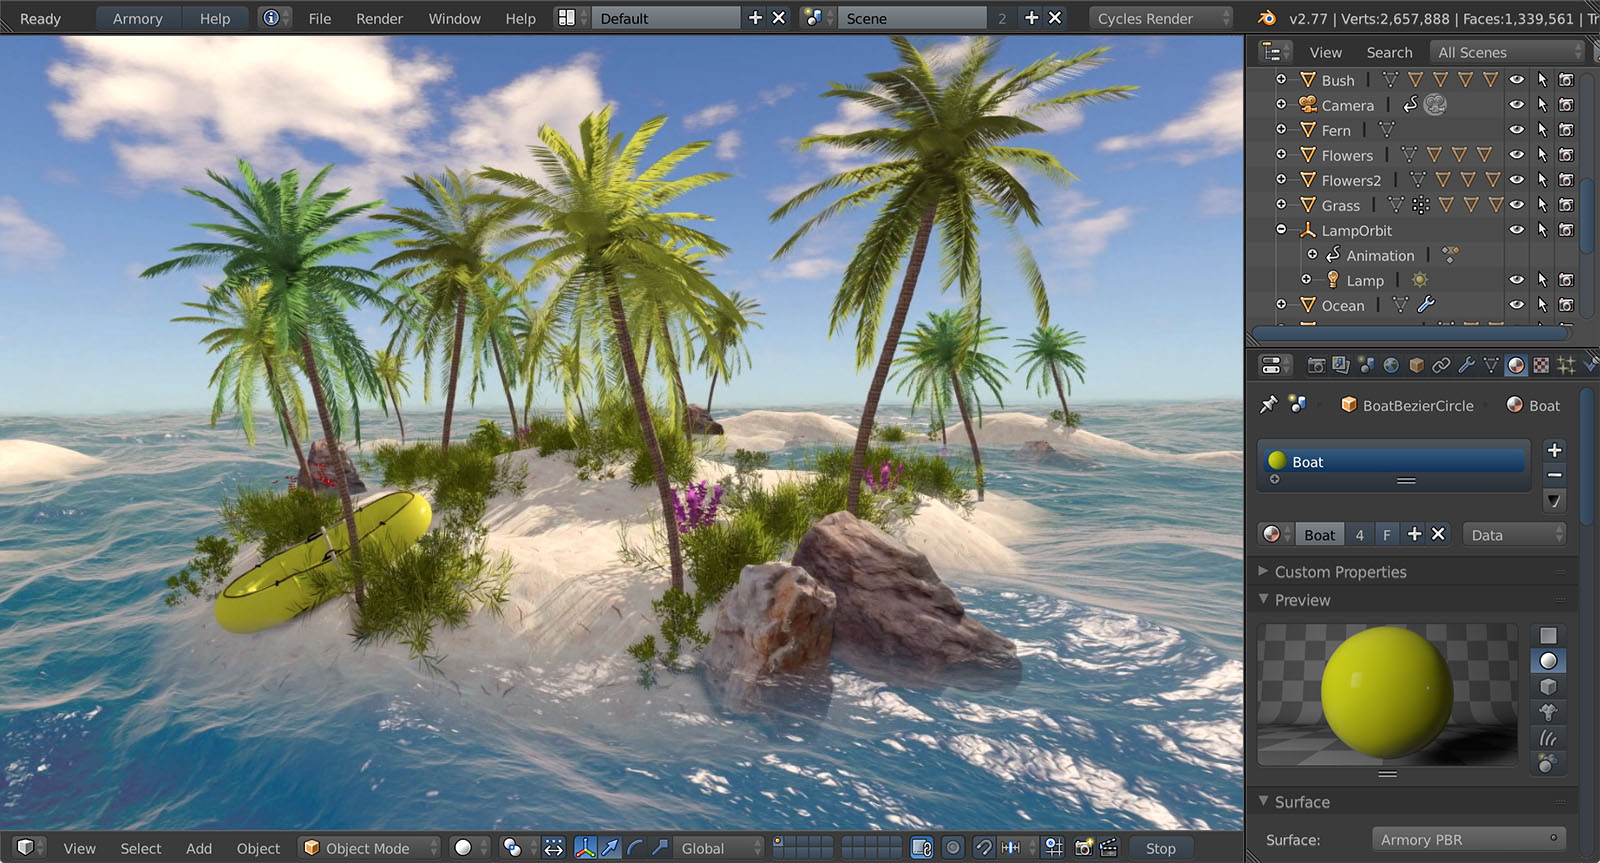 Ready Armory Help File Render Window Help Default Scene 2 Cycles Render v2.77 | Verts:2,657,888 | Faces:1,339,561 | Tr
View Search All Scenes
Bush
Camera
Fern
Flowers
Flowers2
Grass
LampOrbit
Animation
Lamp
Ocean
BoatBezierCircle Boat
Boat
Boat 4 F Data
Custom Properties
Preview
Surface
Surface: Armory PBR
View Select Add Object Object Mode Global Stop